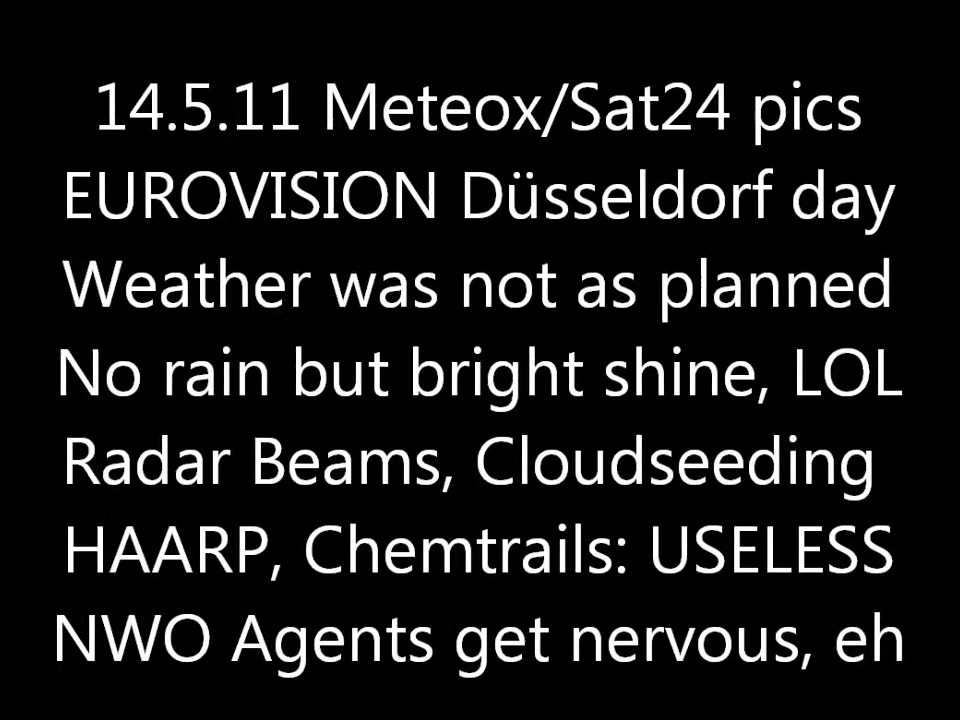 14.5.11 Meteox/Sat24 pics
EUROVISION Düsseldorf day
Weather was not as planned
No rain but bright shine, LOL
Radar Beams, Cloudseeding
HAARP, Chemtrails: USELESS
NWO Agents get nervous, eh